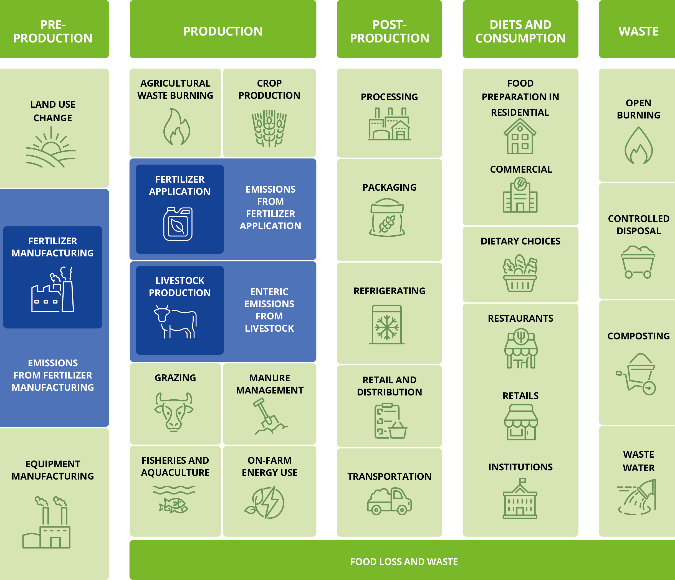 PRE-
PRODUCTION
PRODUCTION
POST-
PRODUCTION
DIETS AND
CONSUMPTION
WASTE
LAND USE
CHANGE
FERTILIZER
MANUFACTURING
EMISSIONS
FROM FERTILIZER
MANUFACTURING
EQUIPMENT
MANUFACTURING
AGRICULTURAL
WASTE BURNING
CROP
PRODUCTION
FERTILIZER
APPLICATION
EMISSIONS
FROM
FERTILIZER
APPLICATION
LIVESTOCK
PRODUCTION
ENTERIC
EMISSIONS
FROM
LIVESTOCK
GRAZING
MANURE
MANAGEMENT
FISHERIES AND
AQUACULTURE
ON-FARM
ENERGY USE
PROCESSING
PACKAGING
REFRIGERATING
RETAIL AND
DISTRIBUTION
TRANSPORTATION
FOOD
PREPARATION IN
RESIDENTIAL
COMMERCIAL
DIETARY CHOICES
RESTAURANTS
RETAILS
INSTITUTIONS
OPEN
BURNING
CONTROLLED
DISPOSAL
COMPOSTING
WASTE
WATER
FOOD LOSS AND WASTE